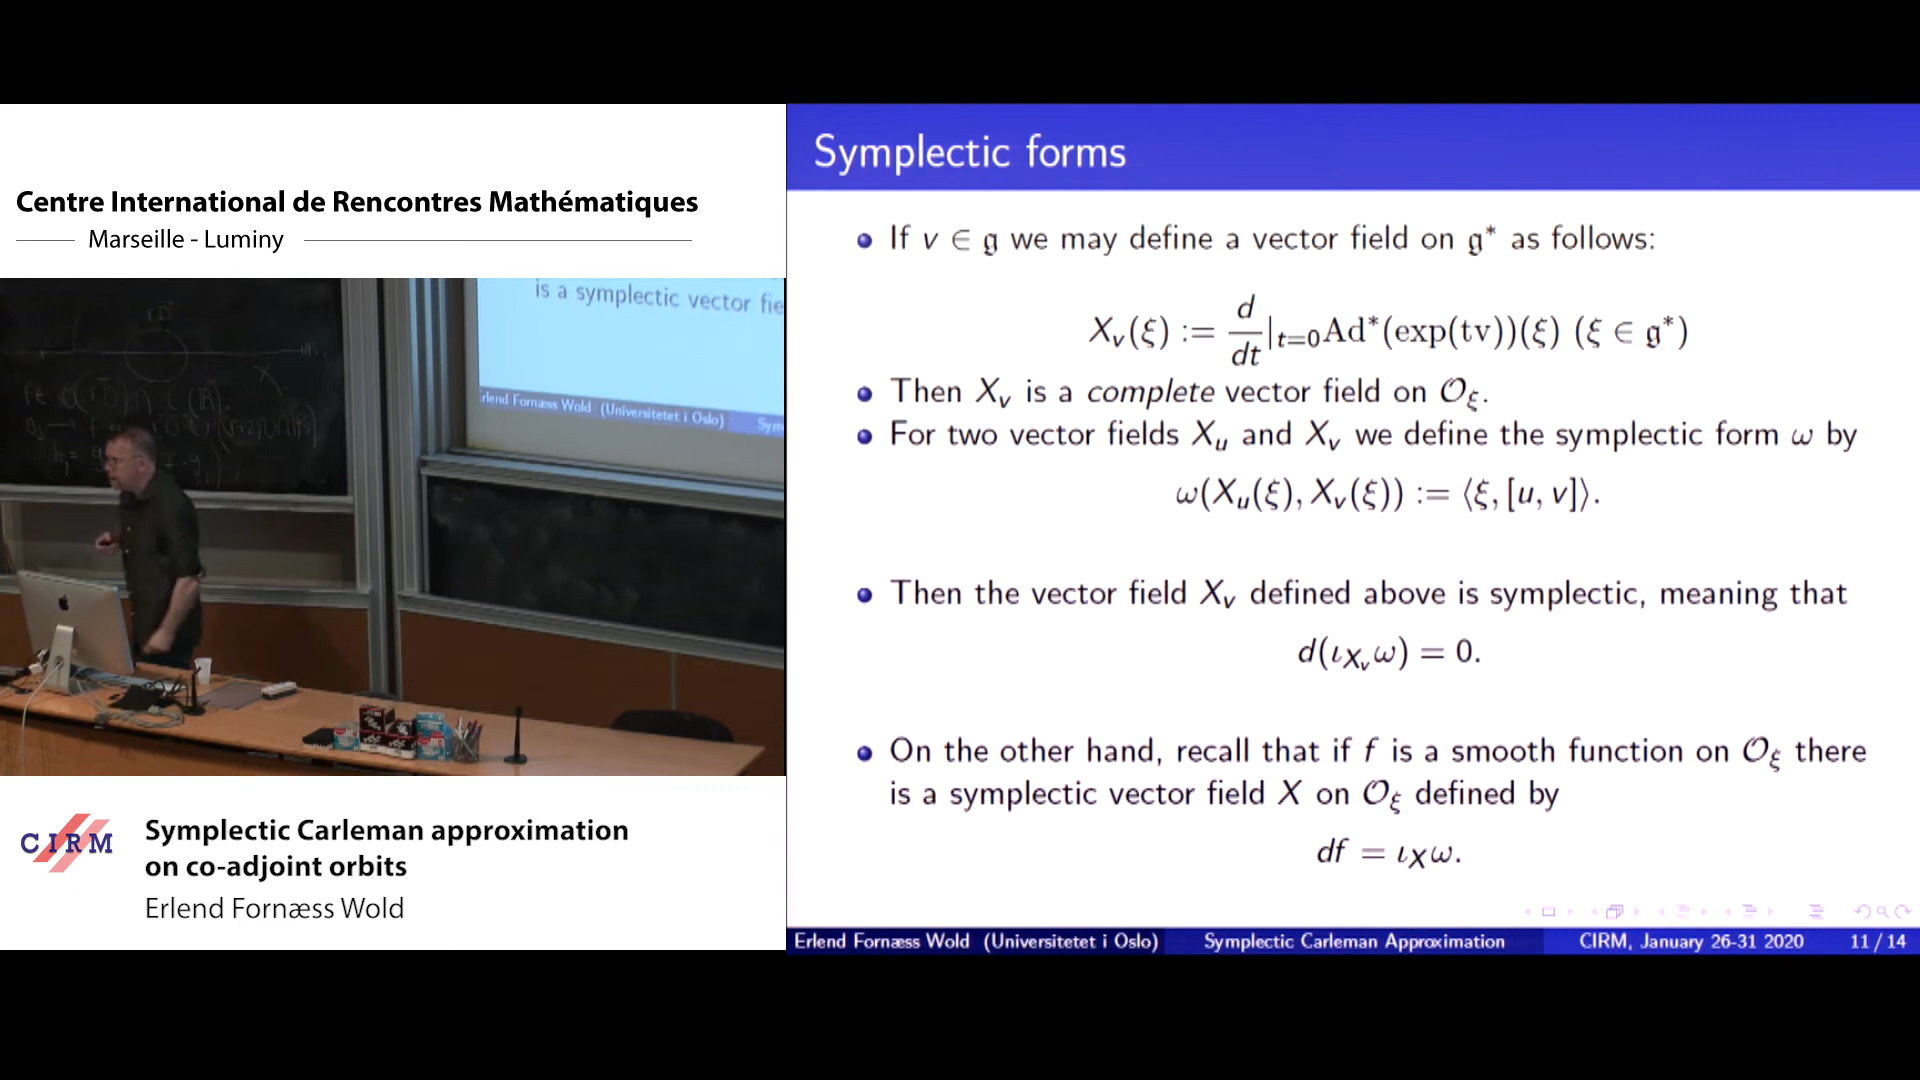 Centre International de Rencontres Mathématiques
Marseille - Luminy
is a symplectic vector fie
Erlend Fornæss Wold (Universitetet i Oslo) Sym
CIRM
Symplectic Carleman approximation
on co-adjoint orbits
Erlend Fornæss Wold
Symplectic forms
If v ∈ 𝔤 we may define a vector field on 𝔤* as follows:
X_v(ξ) := d/dt|_{t=0} Ad*(exp(tv))(ξ) (ξ ∈ 𝔤*)
Then X_v is a complete vector field on 𝒪_ξ.
For two vector fields X_u and X_v we define the symplectic form ω by
ω(X_u(ξ), X_v(ξ)) := ⟨ξ, [u, v]⟩.
Then the vector field X_v defined above is symplectic, meaning that
d(ι_{X_v}ω) = 0.
On the other hand, recall that if f is a smooth function on 𝒪_ξ there
is a symplectic vector field X on 𝒪_ξ defined by
df = ι_Xω.
Erlend Fornæss Wold (Universitetet i Oslo) Symplectic Carleman Approximation CIRM, January 26-31 2020 11 / 14